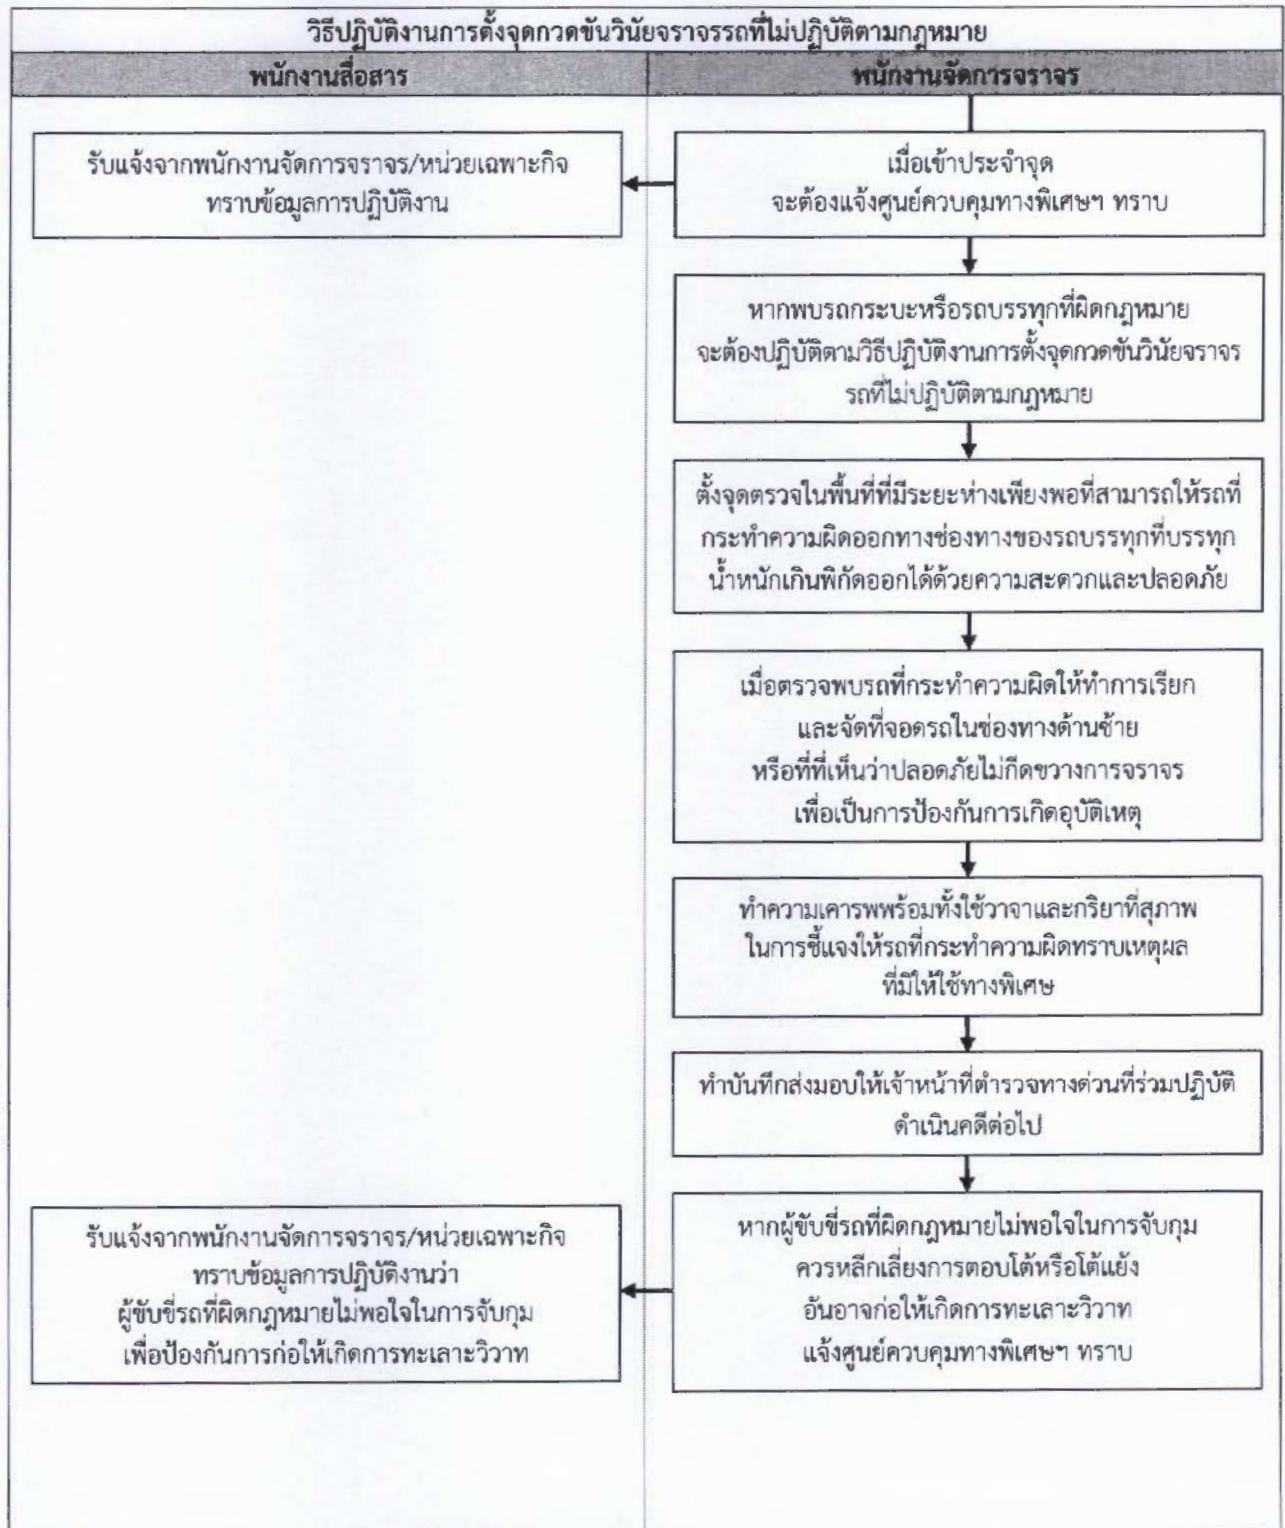 วิธีปฏิบัติงานการตั้งจุดกวดขันวินัยจราจรรถที่ไม่ปฏิบัติตามกฎหมาย
พนักงานสื่อสาร
พนักงานจัดการจราจร
รับแจ้งจากพนักงานจัดการจราจร/หน่วยเฉพาะกิจ
ทราบข้อมูลการปฏิบัติงาน
เมื่อเข้าประจำจุด
จะต้องแจ้งศูนย์ควบคุมทางพิเศษฯ ทราบ
หากพบรถกระบะหรือรถบรรทุกที่ผิดกฎหมาย
จะต้องปฏิบัติตามวิธีปฏิบัติงานการตั้งจุดกวดขันวินัยจราจร
รถที่ไม่ปฏิบัติตามกฎหมาย
ตั้งจุดตรวจในพื้นที่ที่มีระยะห่างเพียงพอที่สามารถให้รถที่
กระทำความผิดออกทางช่องทางของรถบรรทุกที่บรรทุก
น้ำหนักเกินพิกัดออกได้ด้วยความสะดวกและปลอดภัย
เมื่อตรวจพบรถที่กระทำความผิดให้ทำการเรียก
และจัดที่จอดรถในช่องทางด้านซ้าย
หรือที่ที่เห็นว่าปลอดภัยไม่กีดขวางการจราจร
เพื่อเป็นการป้องกันการเกิดอุบัติเหตุ
ทำความเคารพพร้อมทั้งใช้วาจาและกริยาที่สุภาพ
ในการชี้แจงให้รถที่กระทำความผิดทราบเหตุผล
ที่มิให้ใช้ทางพิเศษ
ทำบันทึกส่งมอบให้เจ้าหน้าที่ตำรวจทางด่วนที่ร่วมปฏิบัติ
ดำเนินคดีต่อไป
รับแจ้งจากพนักงานจัดการจราจร/หน่วยเฉพาะกิจ
ทราบข้อมูลการปฏิบัติงานว่า
ผู้ขับขี่รถที่ผิดกฎหมายไม่พอใจในการจับกุม
เพื่อป้องกันการก่อให้เกิดการทะเลาะวิวาท
หากผู้ขับขี่รถที่ผิดกฎหมายไม่พอใจในการจับกุม
ควรหลีกเลี่ยงการตอบโต้หรือโต้แย้ง
อันอาจก่อให้เกิดการทะเลาะวิวาท
แจ้งศูนย์ควบคุมทางพิเศษฯ ทราบ